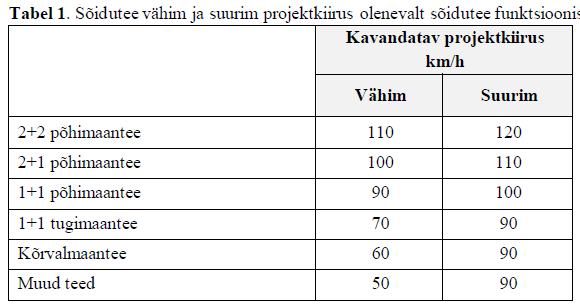 Tabel 1. Sõidutee vähim ja suurim projektkiirus olenevalt sõidutee funktsioonis
Kavandatav projektkiirus
km/h
Vähim Suurim
2+2 põhimaantee 110 120
2+1 põhimaantee 100 110
1+1 põhimaantee 90 100
1+1 tugimaantee 70 90
Kõrvalmaantee 60 90
Muud teed 50 90